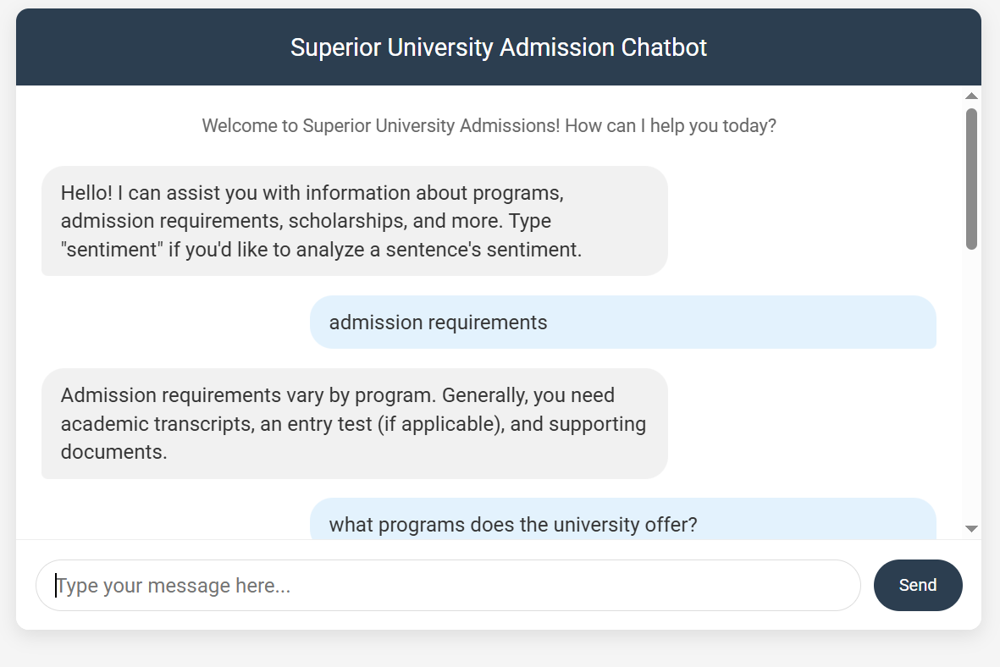 Superior University Admission Chatbot
Welcome to Superior University Admissions! How can I help you today?
Hello! I can assist you with information about programs,
admission requirements, scholarships, and more. Type
"sentiment" if you'd like to analyze a sentence's sentiment.
admission requirements
Admission requirements vary by program. Generally, you need
academic transcripts, an entry test (if applicable), and supporting
documents.
what programs does the university offer?
Type your message here...
Send